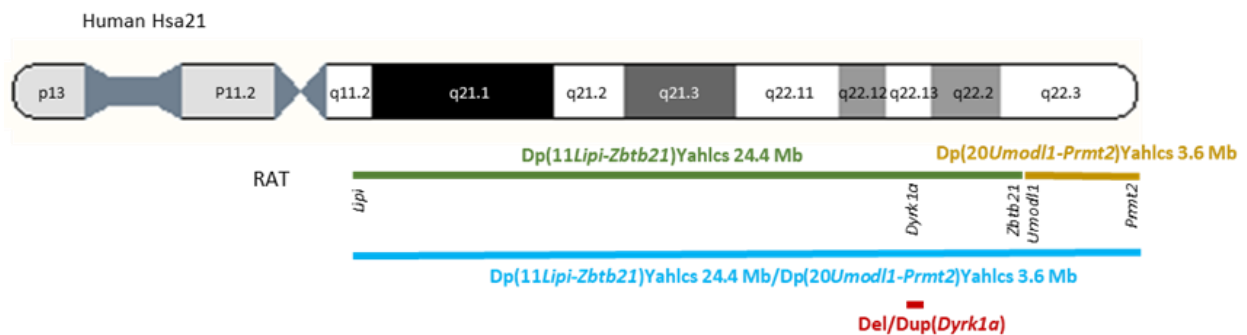 Human Hsa21
p13 P11.2 q11.2 q21.1 q21.2 q21.3 q22.11 q22.12 q22.13 q22.2 q22.3
Dp(11Lipi-Zbtb21)Yahlcs 24.4 Mb Dp(20Umodl1-Prmt2)Yahlcs 3.6 Mb
RAT
Lipi Dyrk1a Zbtb21 Umodl1 Prmt2
Dp(11Lipi-Zbtb21)Yahlcs 24.4 Mb/Dp(20Umodl1-Prmt2)Yahlcs 3.6 Mb
Del/Dup(Dyrk1a)